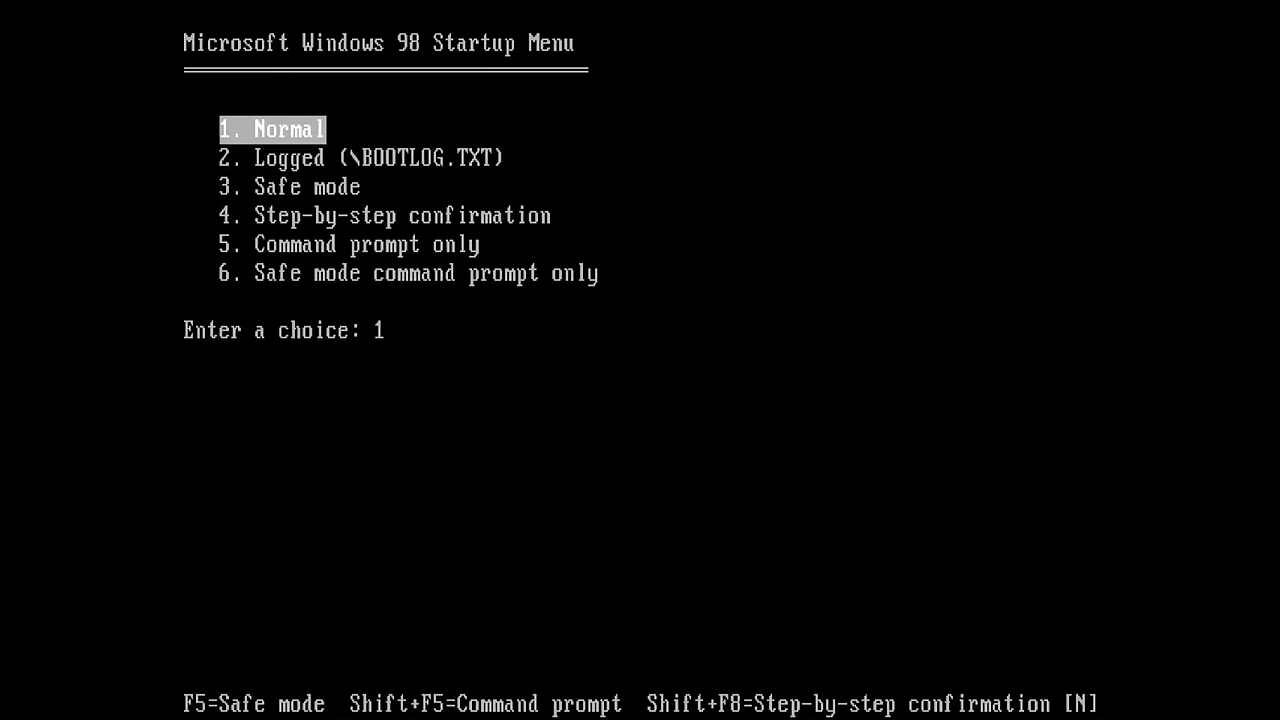 Microsoft Windows 98 Startup Menu
1. Normal
2. Logged (\BOOTLOG.TXT)
3. Safe mode
4. Step-by-step confirmation
5. Command prompt only
6. Safe mode command prompt only
Enter a choice: 1
F5=Safe mode  Shift+F5=Command prompt  Shift+F8=Step-by-step confirmation [N]